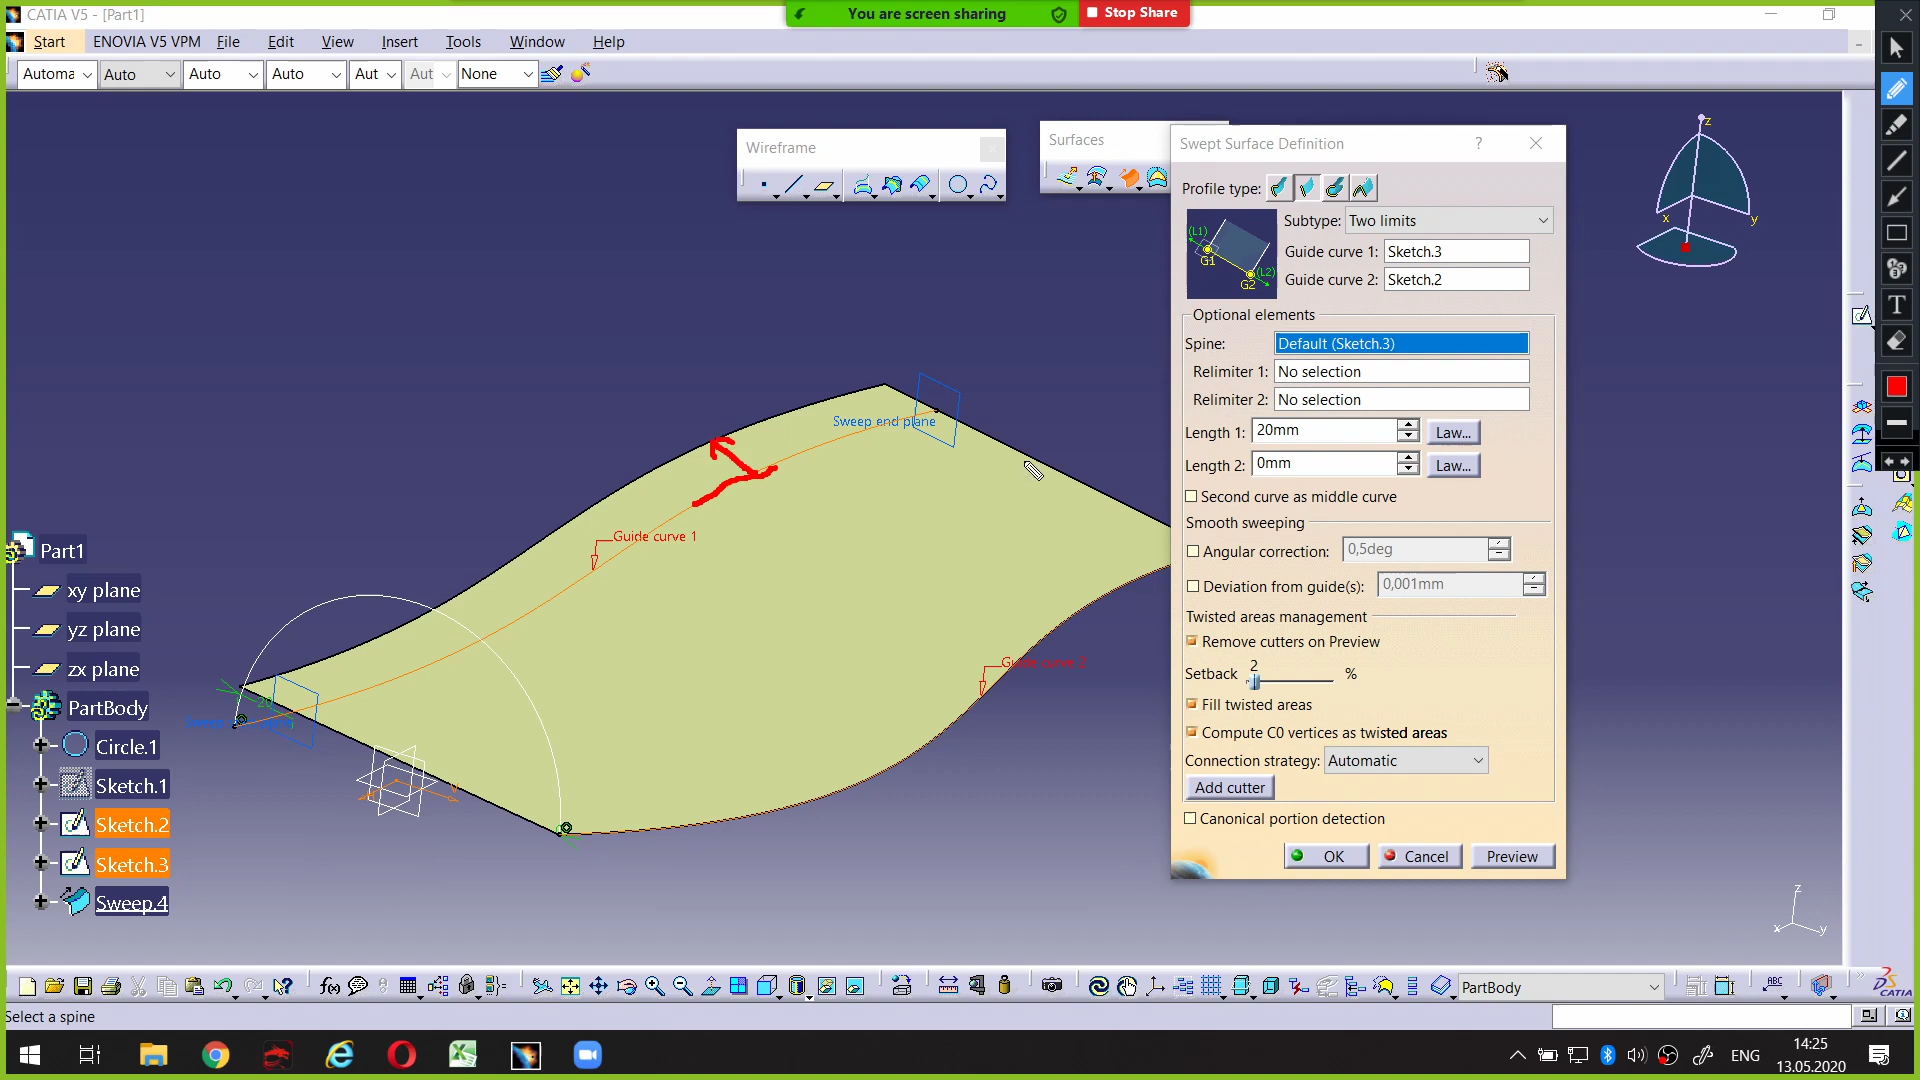 CATIA V5 - [Part1]
You are screen sharing
Stop Share
Start
ENOVIA V5 VPM
File
Edit
View
Insert
Tools
Window
Help
Automa
Auto
Auto
Auto
Aut
Aut
None
Wireframe
Surfaces
Swept Surface Definition
?
Profile type:
Subtype: Two limits
(L1)
G1
(L2)
G2
Guide curve 1: Sketch.3
Guide curve 2: Sketch.2
Optional elements
Spine: Default (Sketch.3)
Relimiter 1: No selection
Relimiter 2: No selection
Length 1: 20mm Law...
Length 2: 0mm Law...
Second curve as middle curve
Smooth sweeping
Angular correction: 0,5deg
Deviation from guide(s): 0,001mm
Twisted areas management
Remove cutters on Preview
Setback 2 %
Fill twisted areas
Compute C0 vertices as twisted areas
Connection strategy: Automatic
Add cutter
Canonical portion detection
OK
Cancel
Preview
z
x
y
Sweep end plane
Guide curve 1
Guide curve 2
20
Part1
xy plane
yz plane
zx plane
PartBody
Circle.1
Sketch.1
Sketch.2
Sketch.3
Sweep.4
z
x
y
PartBody
CATIA
Select a spine
ENG
14:25
13.05.2020